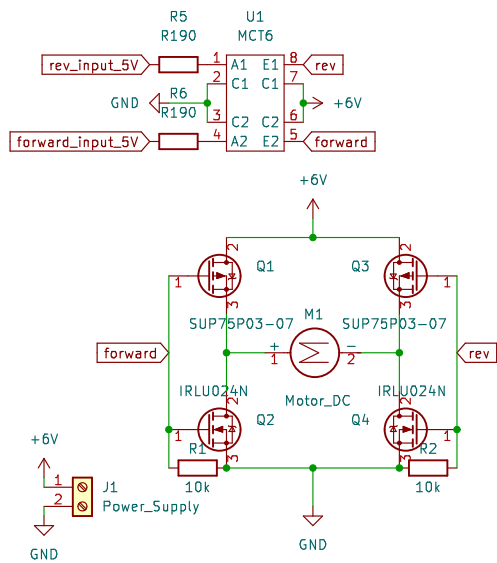 R5 U1
R190 MCT6
rev_input_5V 1 A1 E1 8 rev
2 C1 C1 7
GND R6 +6V
R190
3 C2 C2 6
forward_input_5V 4 A2 E2 5 forward
+6V
2 2
Q1 Q3
1 1
3 3
SUP75P03-07 M1 SUP75P03-07
forward + 1 2 - rev
IRLU024N IRLU024N
Motor_DC
2 2
Q2 Q4
1 1
R1 3 3 R2
10k 10k
+6V
1 J1
2 Power_Supply
GND GND